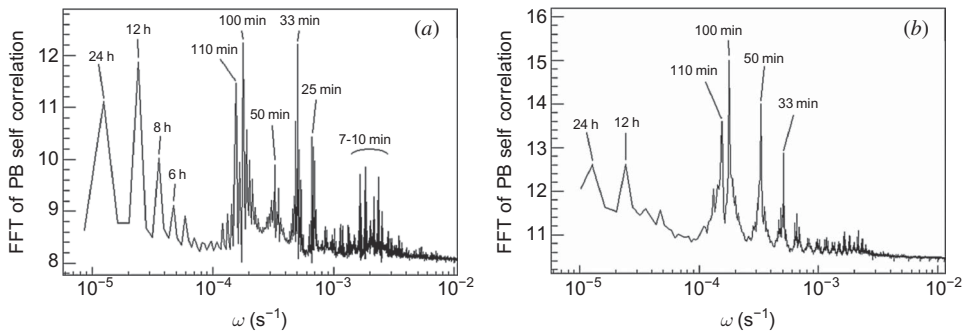 (a)
FFT of PB self correlation
12
11
10
9
8
24 h
12 h
8 h
6 h
110 min
100 min
50 min
33 min
25 min
7-10 min
10⁻⁵
10⁻⁴
10⁻³
10⁻²
ω (s⁻¹)
(b)
FFT of PB self correlation
16
15
14
13
12
11
24 h
12 h
110 min
100 min
50 min
33 min
10⁻⁵
10⁻⁴
10⁻³
10⁻²
ω (s⁻¹)